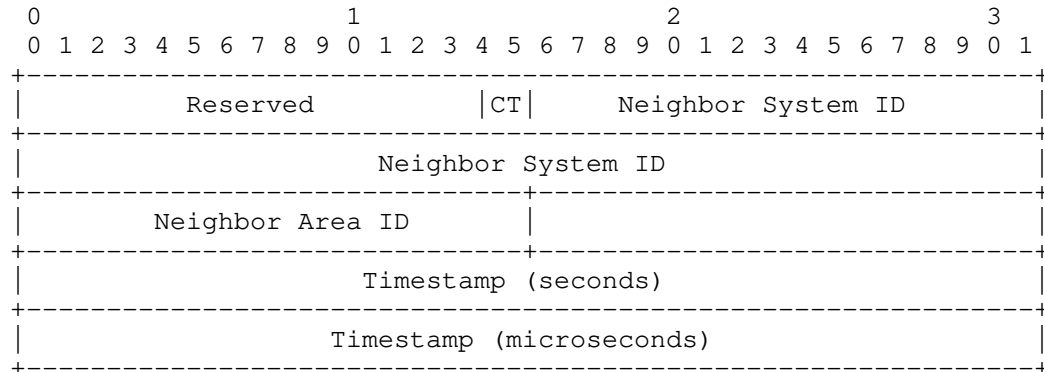 0                   1                   2                   3
0 1 2 3 4 5 6 7 8 9 0 1 2 3 4 5 6 7 8 9 0 1 2 3 4 5 6 7 8 9 0 1
+---------------------------------------------------------------+
|          Reserved          |CT|     Neighbor System ID        |
+---------------------------------------------------------------+
|                      Neighbor System ID                       |
+-------------------------------+-------------------------------+
|        Neighbor Area ID       |                               |
+-------------------------------+-------------------------------+
|                     Timestamp (seconds)                       |
+---------------------------------------------------------------+
|                   Timestamp (microseconds)                    |
+---------------------------------------------------------------+